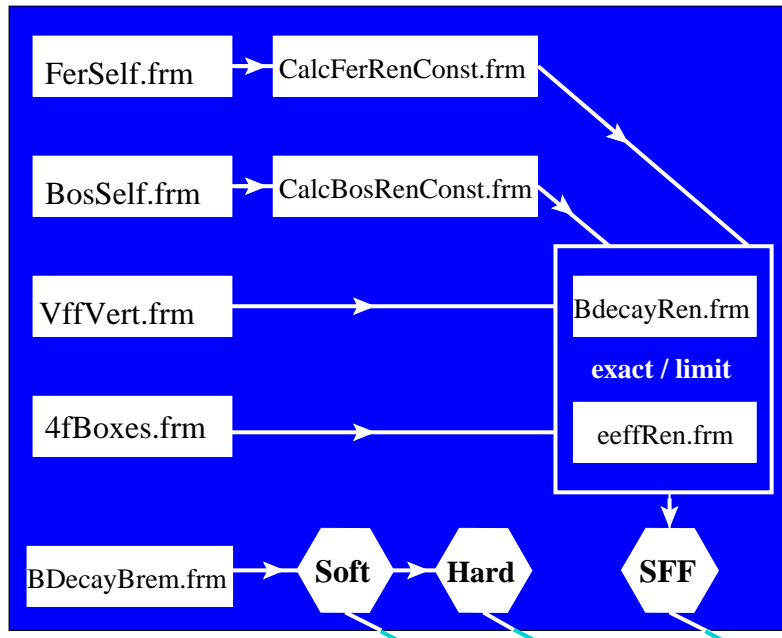 FerSelf.frm
CalcFerRenConst.frm
BosSelf.frm
CalcBosRenConst.frm
VffVert.frm
BdecayRen.frm
exact / limit
4fBoxes.frm
eeffRen.frm
BDecayBrem.frm
Soft
Hard
SFF